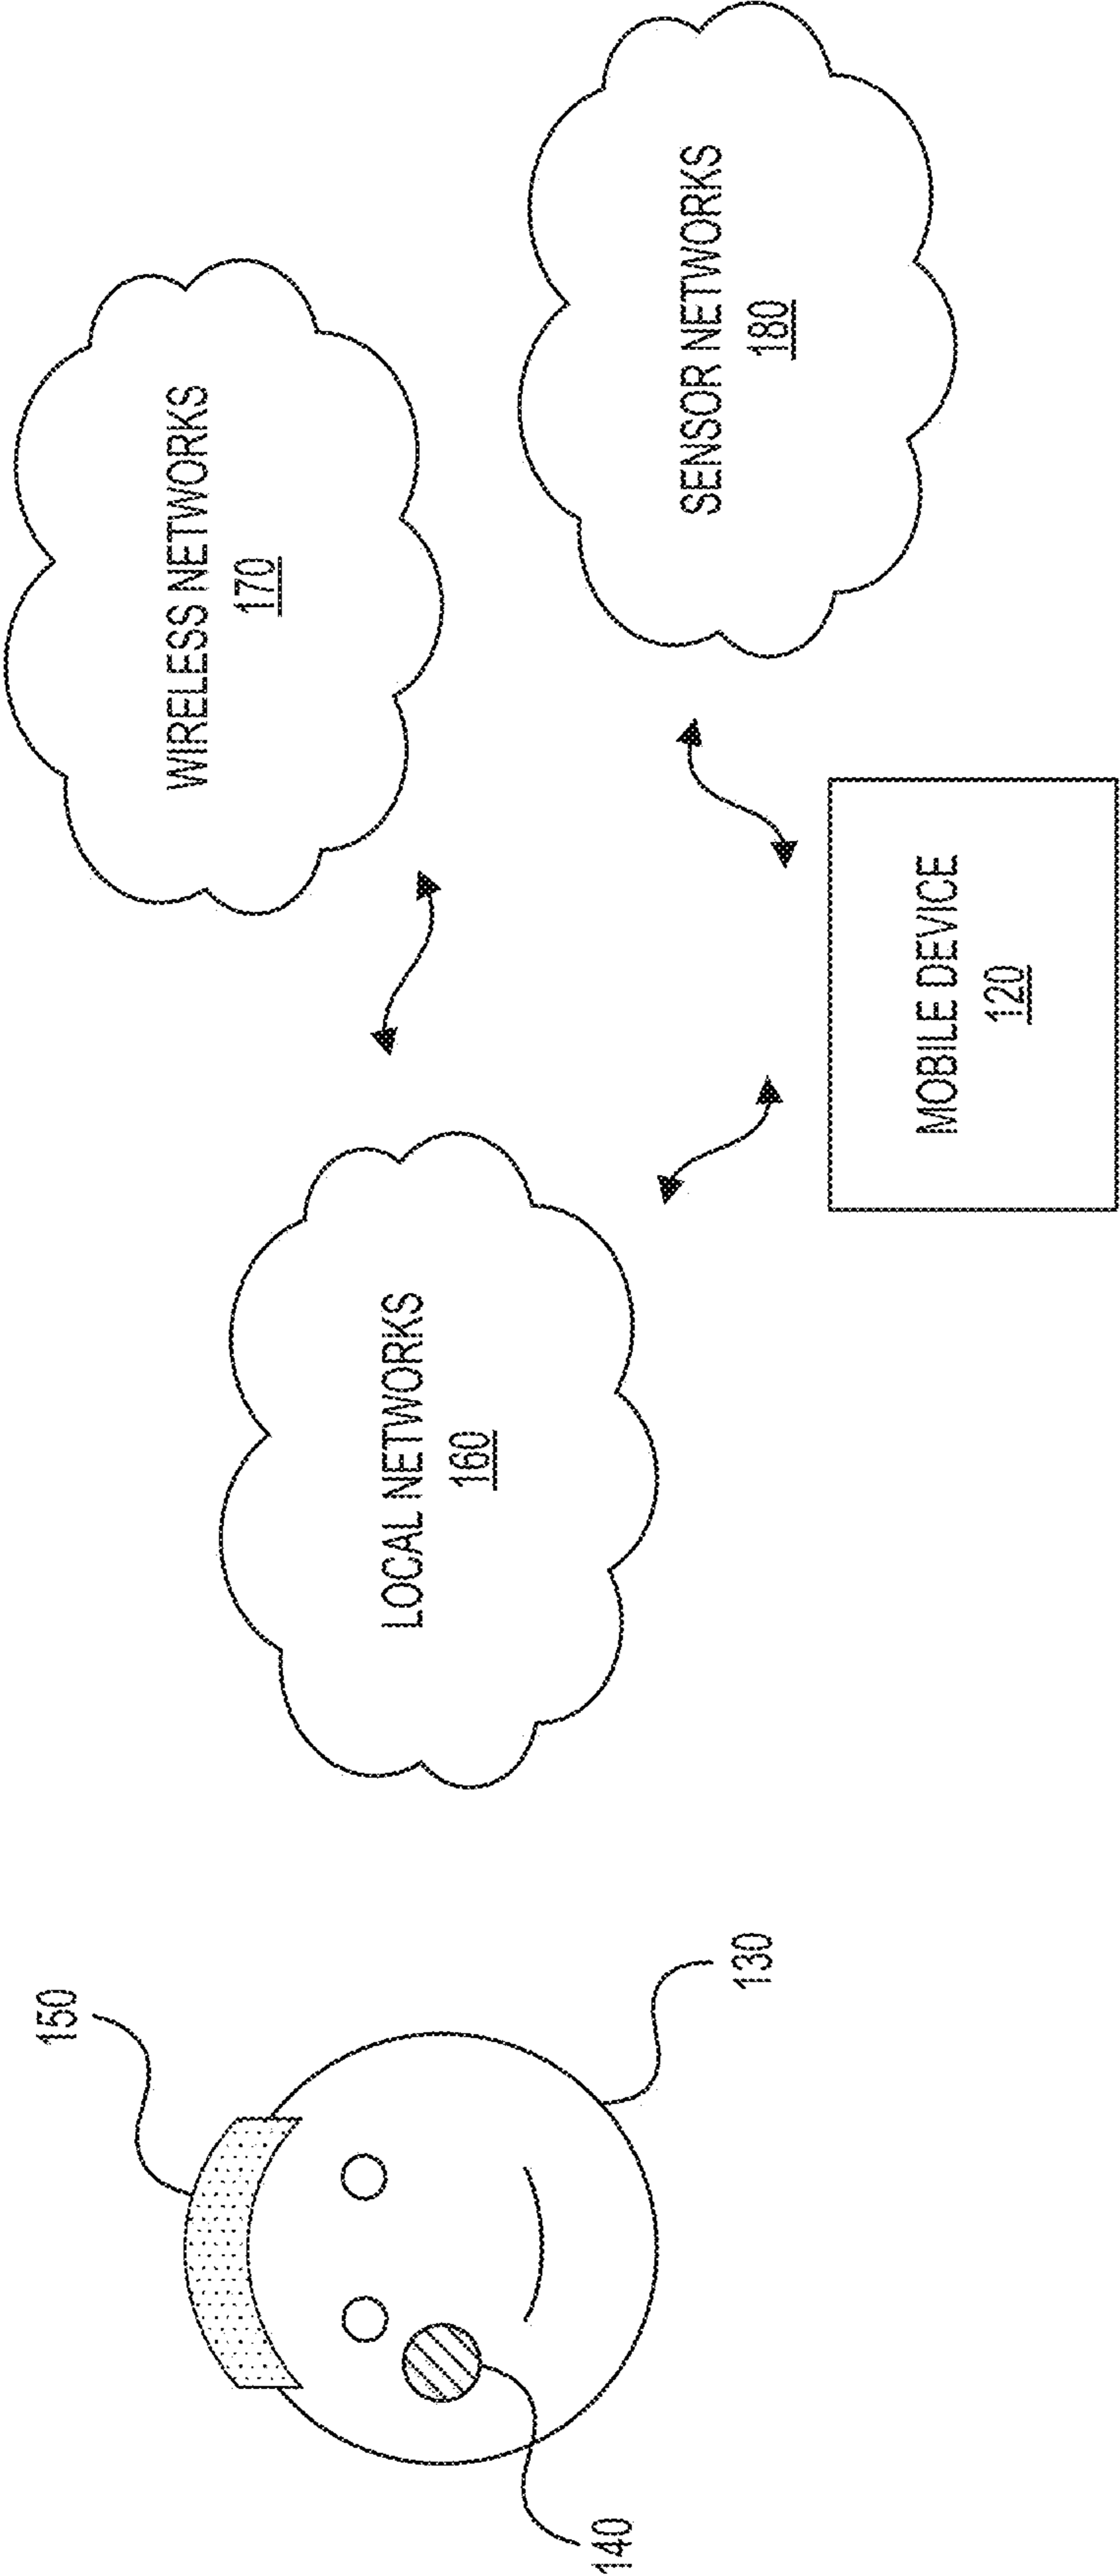 150
140
130
LOCAL NETWORKS
160
WIRELESS NETWORKS
170
MOBILE DEVICE
120
SENSOR NETWORKS
180